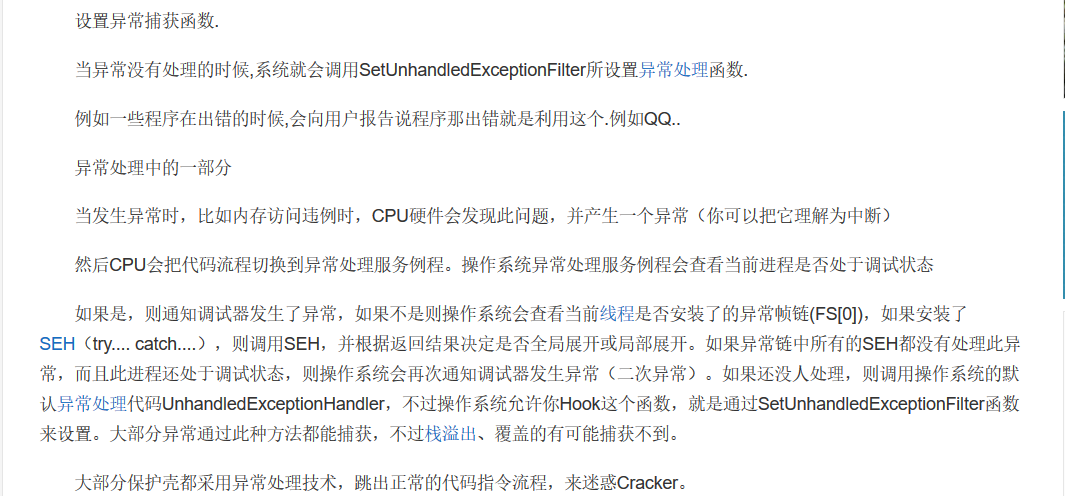 设置异常捕获函数.
当异常没有处理的时候,系统就会调用SetUnhandledExceptionFilter所设置异常处理函数.
例如一些程序在出错的时候,会向用户报告说程序那出错就是利用这个.例如QQ..
异常处理中的一部分
当发生异常时，比如内存访问违例时，CPU硬件会发现此问题，并产生一个异常（你可以把它理解为中断）
然后CPU会把代码流程切换到异常处理服务例程。操作系统异常处理服务例程会查看当前进程是否处于调试状态
如果是，则通知调试器发生了异常，如果不是则操作系统会查看当前线程是否安装了的异常帧链(FS[0])，如果安装了
SEH（try.... catch....），则调用SEH，并根据返回结果决定是否全局展开或局部展开。如果异常链中所有的SEH都没有处理此异
常，而且此进程还处于调试状态，则操作系统会再次通知调试器发生异常（二次异常）。如果还没人处理，则调用操作系统的默
认异常处理代码UnhandledExceptionHandler，不过操作系统允许你Hook这个函数，就是通过SetUnhandledExceptionFilter函数
来设置。大部分异常通过此种方法都能捕获，不过栈溢出、覆盖的有可能捕获不到。
大部分保护壳都采用异常处理技术，跳出正常的代码指令流程，来迷惑Cracker。